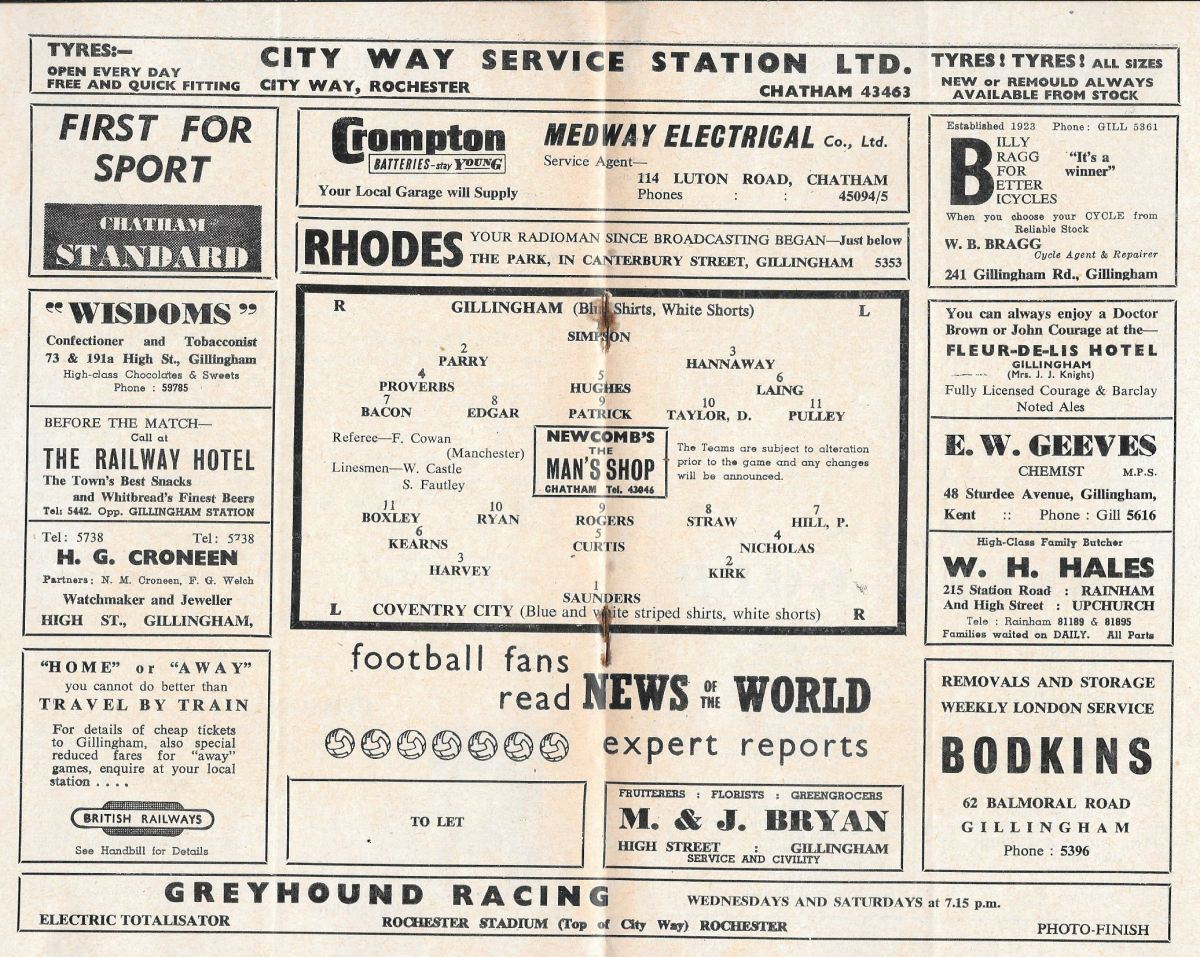 TYRES:—
OPEN EVERY DAY
FREE AND QUICK FITTING
CITY WAY SERVICE STATION LTD.
CITY WAY, ROCHESTER
CHATHAM 43463
TYRES! TYRES! ALL SIZES
NEW or REMOULD ALWAYS
AVAILABLE FROM STOCK
FIRST FOR
SPORT
CHATHAM
STANDARD
Crompton
BATTERIES-stay YOUNG
Your Local Garage will Supply
MEDWAY ELECTRICAL Co., Ltd.
Service Agent—
114 LUTON ROAD, CHATHAM
Phones : : 45094/5
RHODES
YOUR RADIOMAN SINCE BROADCASTING BEGAN—Just below
THE PARK, IN CANTERBURY STREET, GILLINGHAM 5353
Established 1923 Phone: GILL 5361
BILLY
RAGG
FOR
ETTER
ICYCLES
"It's a
winner"
When you choose your CYCLE from
Reliable Stock
W. B. BRAGG
Cycle Agent & Repairer
241 Gillingham Rd., Gillingham
"WISDOMS"
Confectioner and Tobacconist
73 & 191a High St., Gillingham
High-class Chocolates & Sweets
Phone : 59785
BEFORE THE MATCH—
Call at
THE RAILWAY HOTEL
The Town's Best Snacks
and Whitbread's Finest Beers
Tel: 5442. Opp. GILLINGHAM STATION
Tel: 5738 Tel: 5738
H. G. CRONEEN
Partners: N. M. Croneen, F. G. Welch
Watchmaker and Jeweller
HIGH ST., GILLINGHAM,
R GILLINGHAM (Blue Shirts, White Shorts) L
SIMPSON
2 3
PARRY HANNAWAY
4 5 6
PROVERBS HUGHES LAING
7 8 9 10 11
BACON EDGAR PATRICK TAYLOR, D. PULLEY
Referee—F. Cowan
(Manchester)
Linesmen—W. Castle
S. Fautley
NEWCOMB'S
THE
MAN'S SHOP
CHATHAM Tel. 43046
The Teams are subject to alteration
prior to the game and any changes
will be announced.
11 10 9 8 7
BOXLEY RYAN ROGERS STRAW HILL, P.
6 5 4
KEARNS CURTIS NICHOLAS
3 2
HARVEY KIRK
1
SAUNDERS
L COVENTRY CITY (Blue and white striped shirts, white shorts) R
You can always enjoy a Doctor
Brown or John Courage at the—
FLEUR-DE-LIS HOTEL
GILLINGHAM
(Mrs. J. J. Knight)
Fully Licensed Courage & Barclay
Noted Ales
E. W. GEEVES
CHEMIST M.P.S.
48 Sturdee Avenue, Gillingham,
Kent :: Phone : Gill 5616
High-Class Family Butcher
W. H. HALES
215 Station Road : RAINHAM
And High Street : UPCHURCH
Tele : Rainham 81189 & 81895
Families waited on DAILY. All Parts
"HOME" or "AWAY"
you cannot do better than
TRAVEL BY TRAIN
For details of cheap tickets
to Gillingham, also special
reduced fares for "away"
games, enquire at your local
station . . . .
BRITISH RAILWAYS
See Handbill for Details
football fans
read NEWS OF THE WORLD
expert reports
TO LET
FRUITERERS : FLORISTS : GREENGROCERS
M. & J. BRYAN
HIGH STREET : GILLINGHAM
SERVICE AND CIVILITY
REMOVALS AND STORAGE
WEEKLY LONDON SERVICE
BODKINS
62 BALMORAL ROAD
GILLINGHAM
Phone : 5396
GREYHOUND RACING WEDNESDAYS AND SATURDAYS at 7.15 p.m.
ELECTRIC TOTALISATOR ROCHESTER STADIUM (Top of City Way) ROCHESTER PHOTO-FINISH